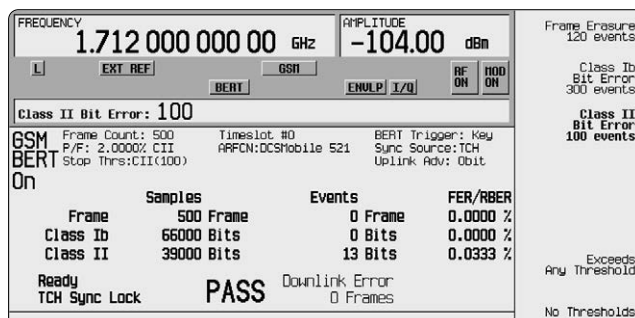 FREQUENCY
1.712 000 000 00 GHz
AMPLITUDE
-104.00 dBm
L EXT REF GSM RF ON MOD ON
BERT ENVLP I/Q
Class II Bit Error: 100
GSM BERT On
Frame Count: 500 Timeslot #0 BERT Trigger: Key
P/F: 2.0000% CII ARFCN:DCSMobile 521 Sync Source:TCH
Stop Thrs:CII(100) Uplink Adv: 0bit
Samples Events FER/RBER
Frame 500 Frame 0 Frame 0.0000 %
Class Ib 66000 Bits 0 Bits 0.0000 %
Class II 39000 Bits 13 Bits 0.0333 %
Ready
TCH Sync Lock
PASS
Downlink Error
0 Frames
Frame Erasure
120 events
Class Ib
Bit Error
300 events
Class II
Bit Error
100 events
Exceeds
Any Threshold
No Thresholds